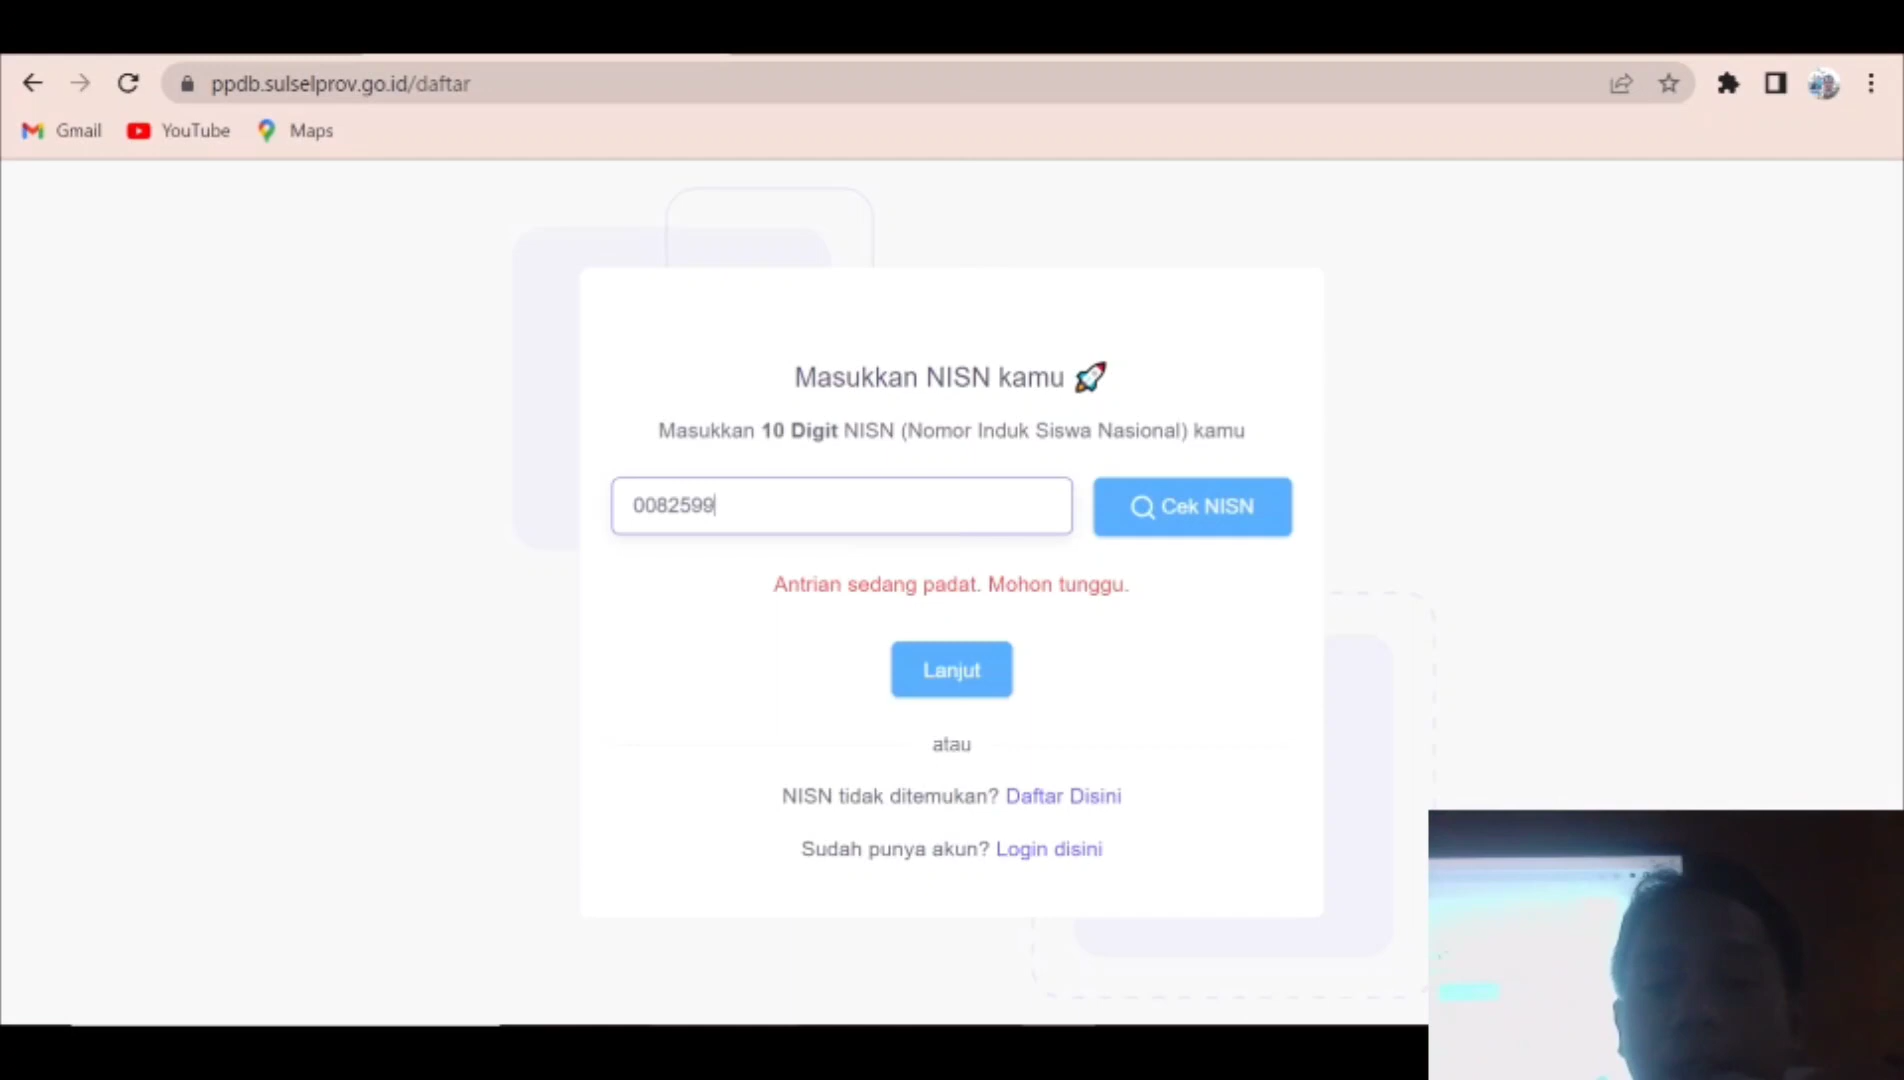 ppdb.sulselprov.go.id/daftar
Gmail YouTube Maps
Masukkan NISN kamu 🚀
Masukkan 10 Digit NISN (Nomor Induk Siswa Nasional) kamu
0082599
Cek NISN
Antrian sedang padat. Mohon tunggu.
Lanjut
atau
NISN tidak ditemukan? Daftar Disini
Sudah punya akun? Login disini